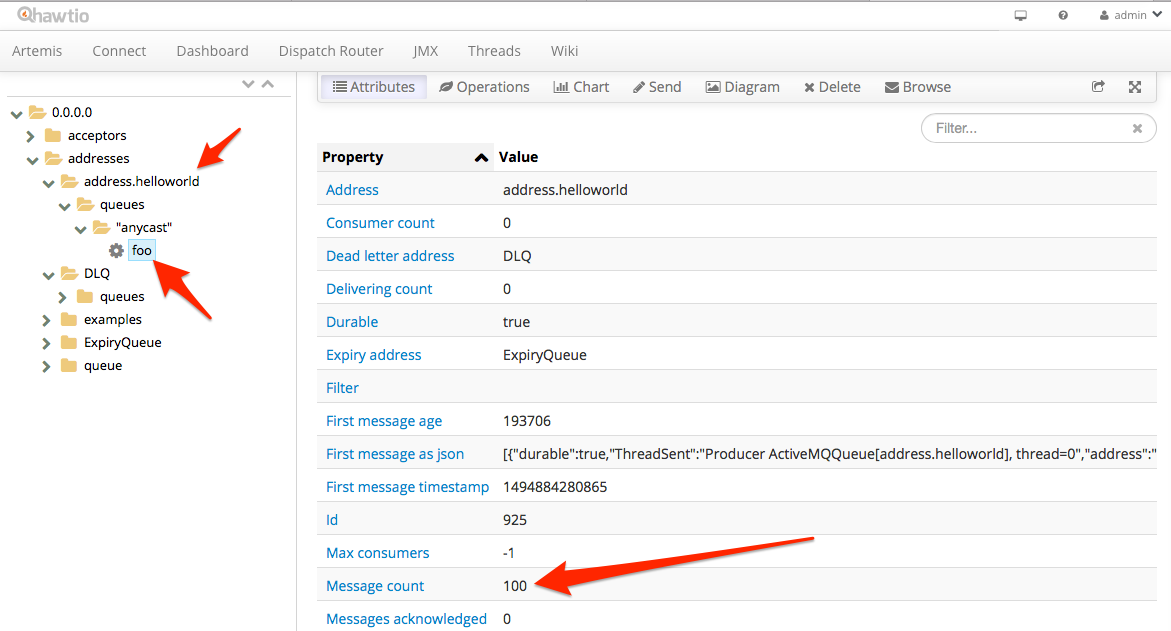 hawtio
admin
Artemis Connect Dashboard Dispatch Router JMX Threads Wiki
0.0.0.0
acceptors
addresses
address.helloworld
queues
"anycast"
foo
DLQ
queues
examples
ExpiryQueue
queue
Attributes Operations Chart Send Diagram Delete Browse
Filter...
Property Value
Address address.helloworld
Consumer count 0
Dead letter address DLQ
Delivering count 0
Durable true
Expiry address ExpiryQueue
Filter
First message age 193706
First message as json [{"durable":true,"ThreadSent":"Producer ActiveMQQueue[address.helloworld], thread=0","address":"
First message timestamp 1494884280865
Id 925
Max consumers -1
Message count 100
Messages acknowledged 0